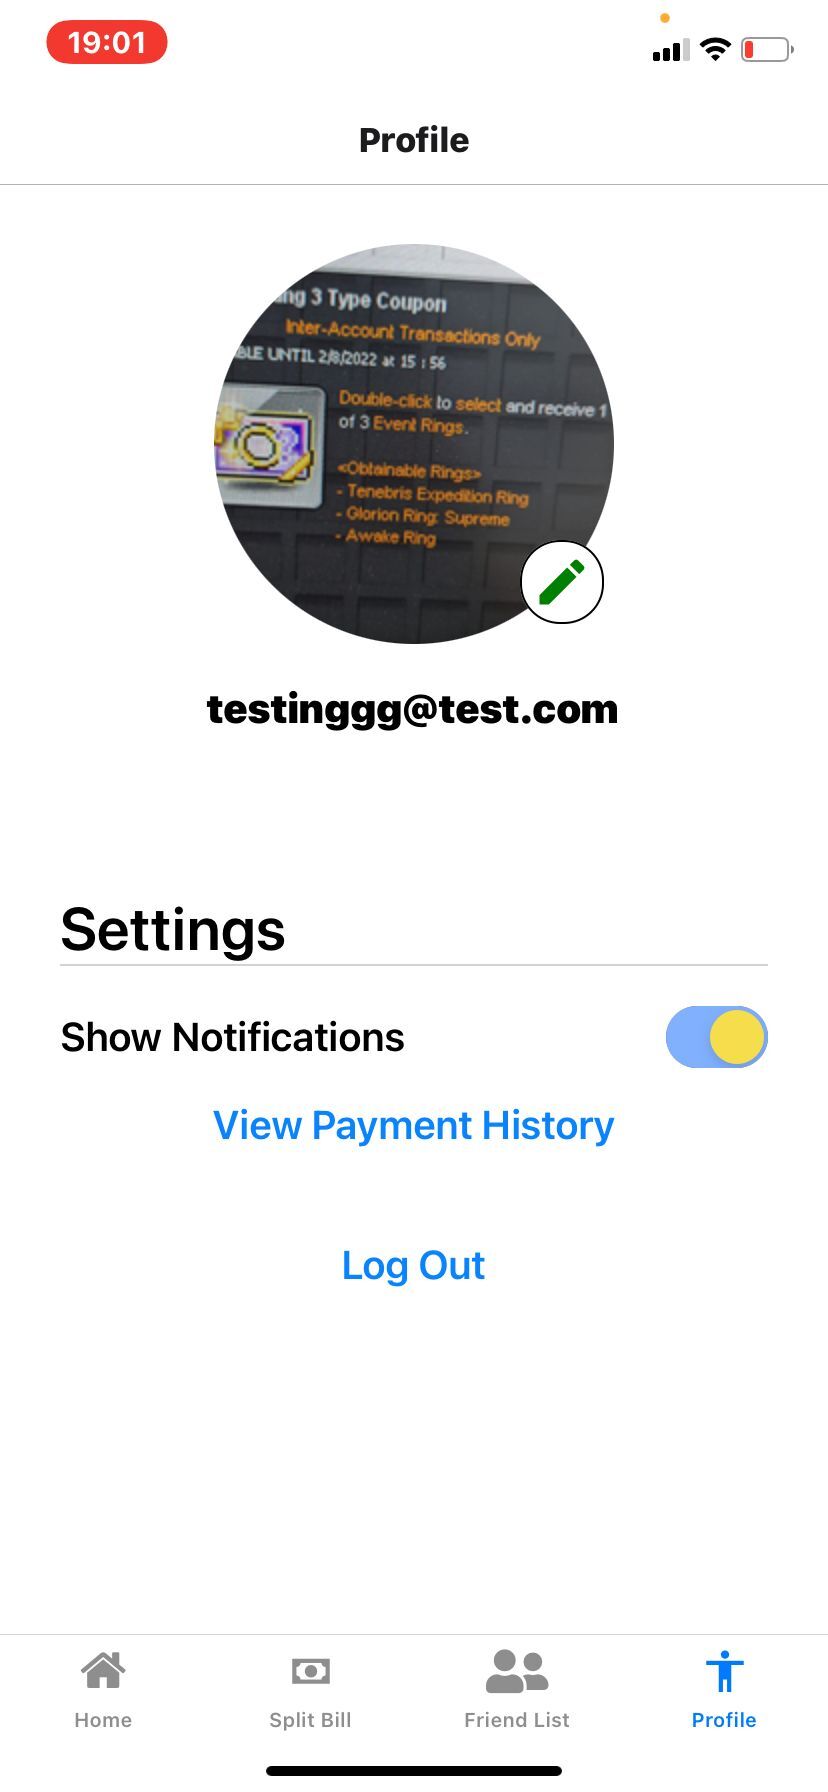 19:01
Profile
ng 3 Type Coupon
Inter-Account Transactions Only
BLE UNTIL 2/8/2022 at 15 : 56
Double-click to select and receive 1
of 3 Event Rings.
<Obtainable Rings>
- Tenebris Expedition Ring
- Glorion Ring: Supreme
- Awake Ring
testinggg@test.com
Settings
Show Notifications
View Payment History
Log Out
Home
Split Bill
Friend List
Profile